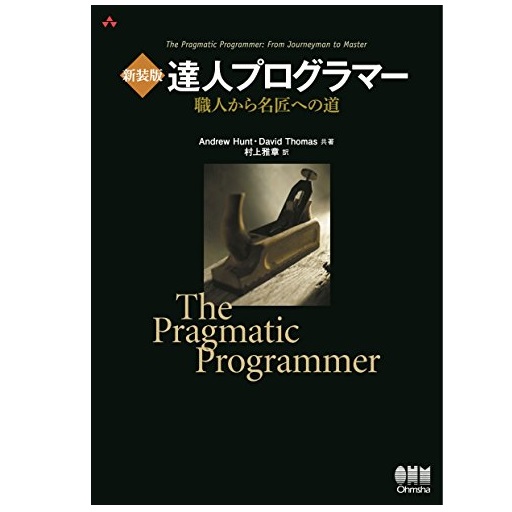 The Pragmatic Programmer: From Journeyman to Master
新装版 達人プログラマー
職人から名匠への道
Andrew Hunt・David Thomas 共著
村上雅章 訳
The
Pragmatic
Programmer
OHM
Ohmsha